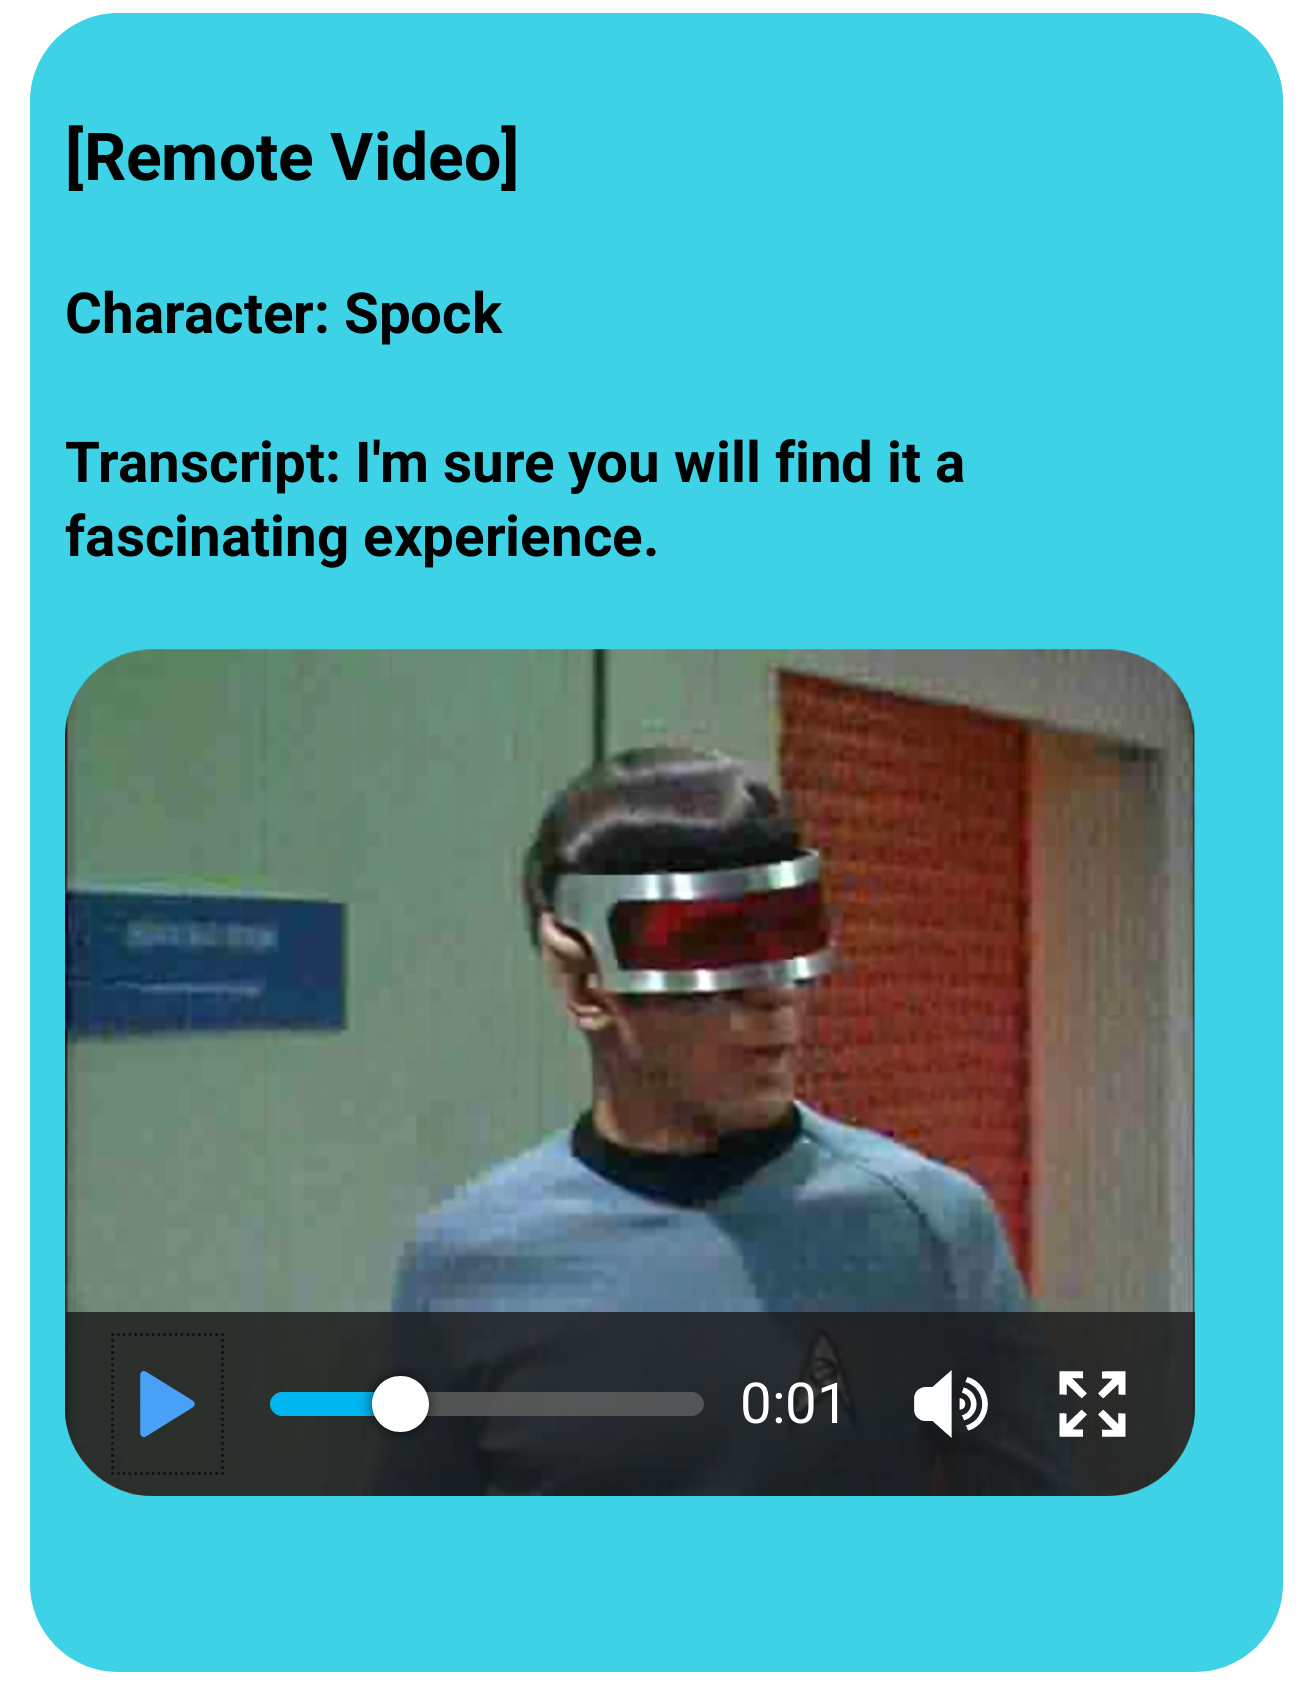 [Remote Video]
Character: Spock
Transcript: I'm sure you will find it a
fascinating experience.
0:01